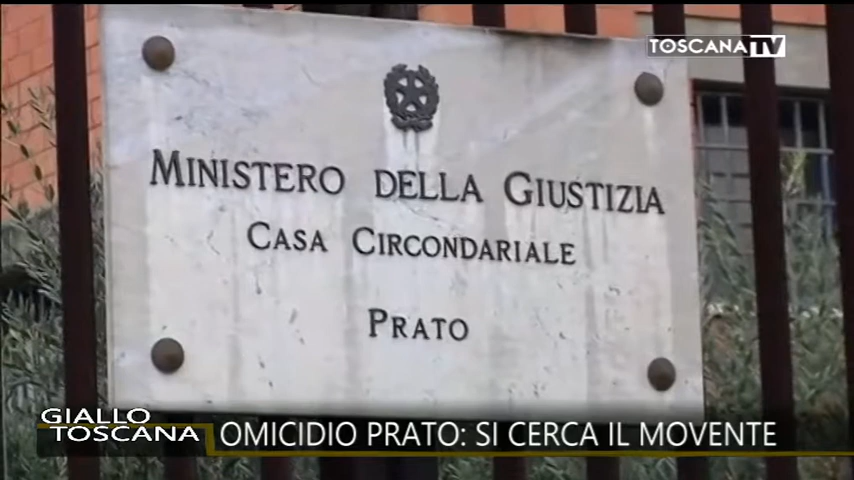 TOSCANA TV
MINISTERO DELLA GIUSTIZIA
CASA CIRCONDARIALE
PRATO
GIALLO
TOSCANA
OMICIDIO PRATO: SI CERCA IL MOVENTE